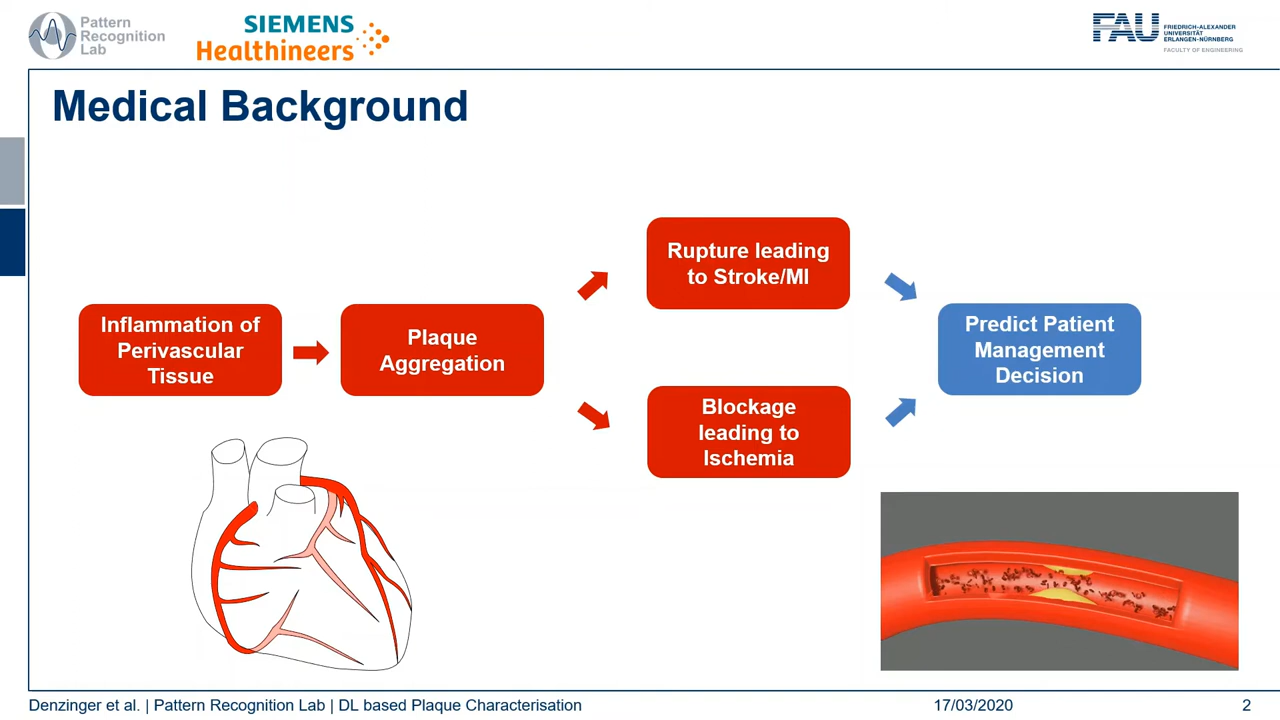 Pattern
Recognition
Lab
SIEMENS
Healthineers
FAU
FRIEDRICH-ALEXANDER
UNIVERSITÄT
ERLANGEN-NÜRNBERG
FACULTY OF ENGINEERING
Medical Background
Inflammation of
Perivascular
Tissue
Plaque
Aggregation
Rupture leading
to Stroke/MI
Blockage
leading to
Ischemia
Predict Patient
Management
Decision
Denzinger et al. | Pattern Recognition Lab | DL based Plaque Characterisation
17/03/2020
2